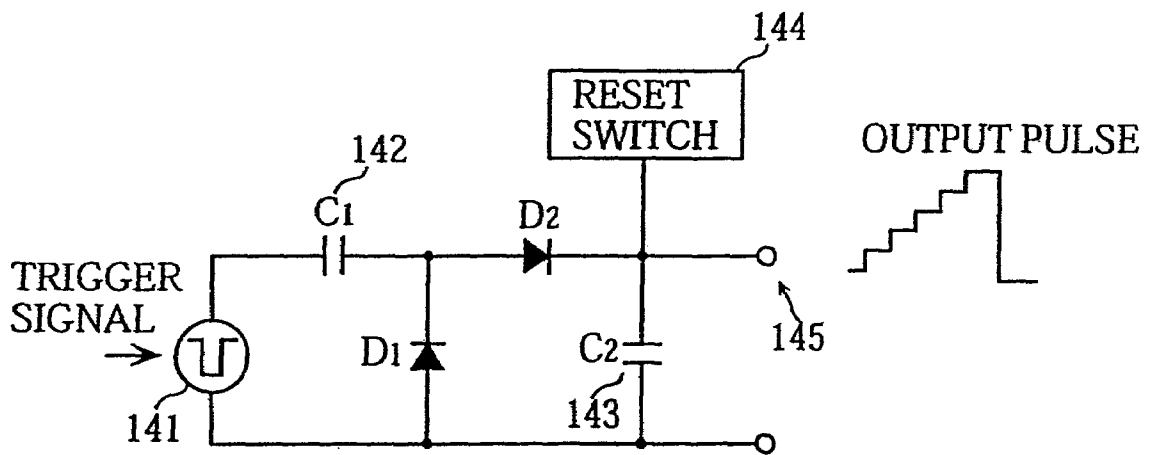 144
RESET
SWITCH
OUTPUT PULSE
142
C1
D2
TRIGGER
SIGNAL
D1
C2
145
141
143